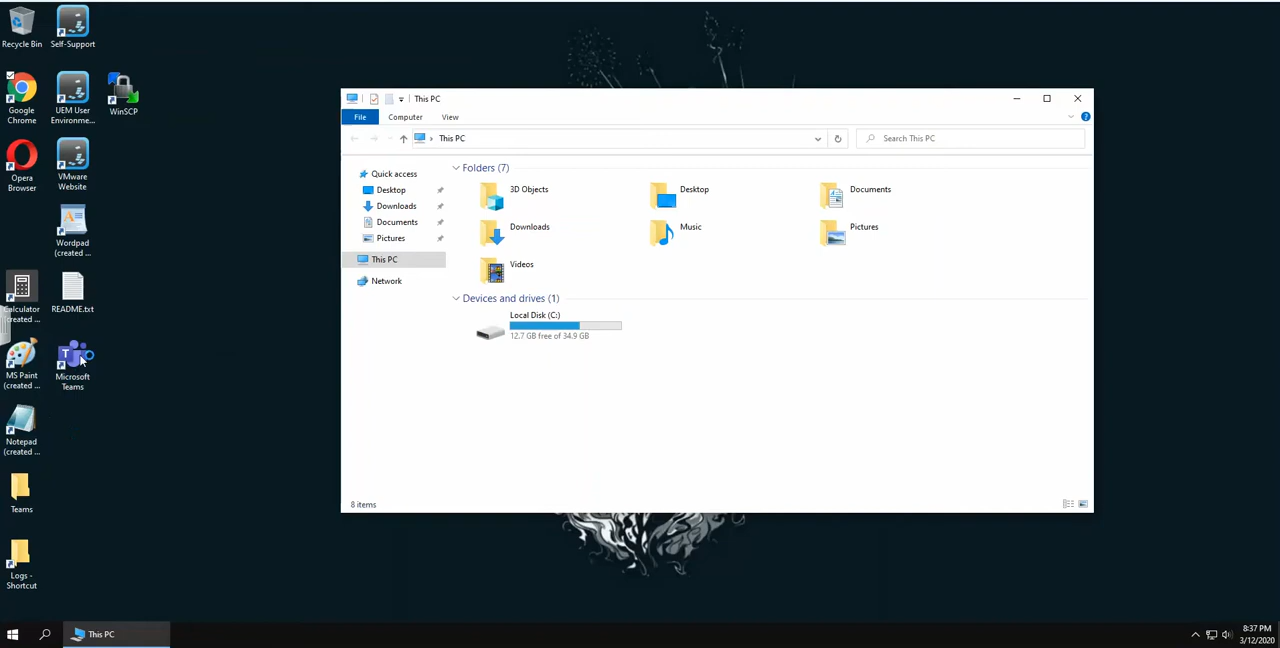 Recycle Bin
Self-Support
Google
Chrome
UEM User
Environme...
WinSCP
Opera
Browser
VMware
Website
Wordpad
(created ...
Calculator
(created ...
README.txt
MS Paint
(created ...
Microsoft
Teams
Notepad
(created ...
Teams
Logs -
Shortcut
This PC
File
Computer
View
This PC
Search This PC
Quick access
Desktop
Downloads
Documents
Pictures
This PC
Network
Folders (7)
3D Objects
Desktop
Documents
Downloads
Music
Pictures
Videos
Devices and drives (1)
Local Disk (C:)
12.7 GB free of 34.9 GB
8 items
This PC
8:37 PM
3/12/2020